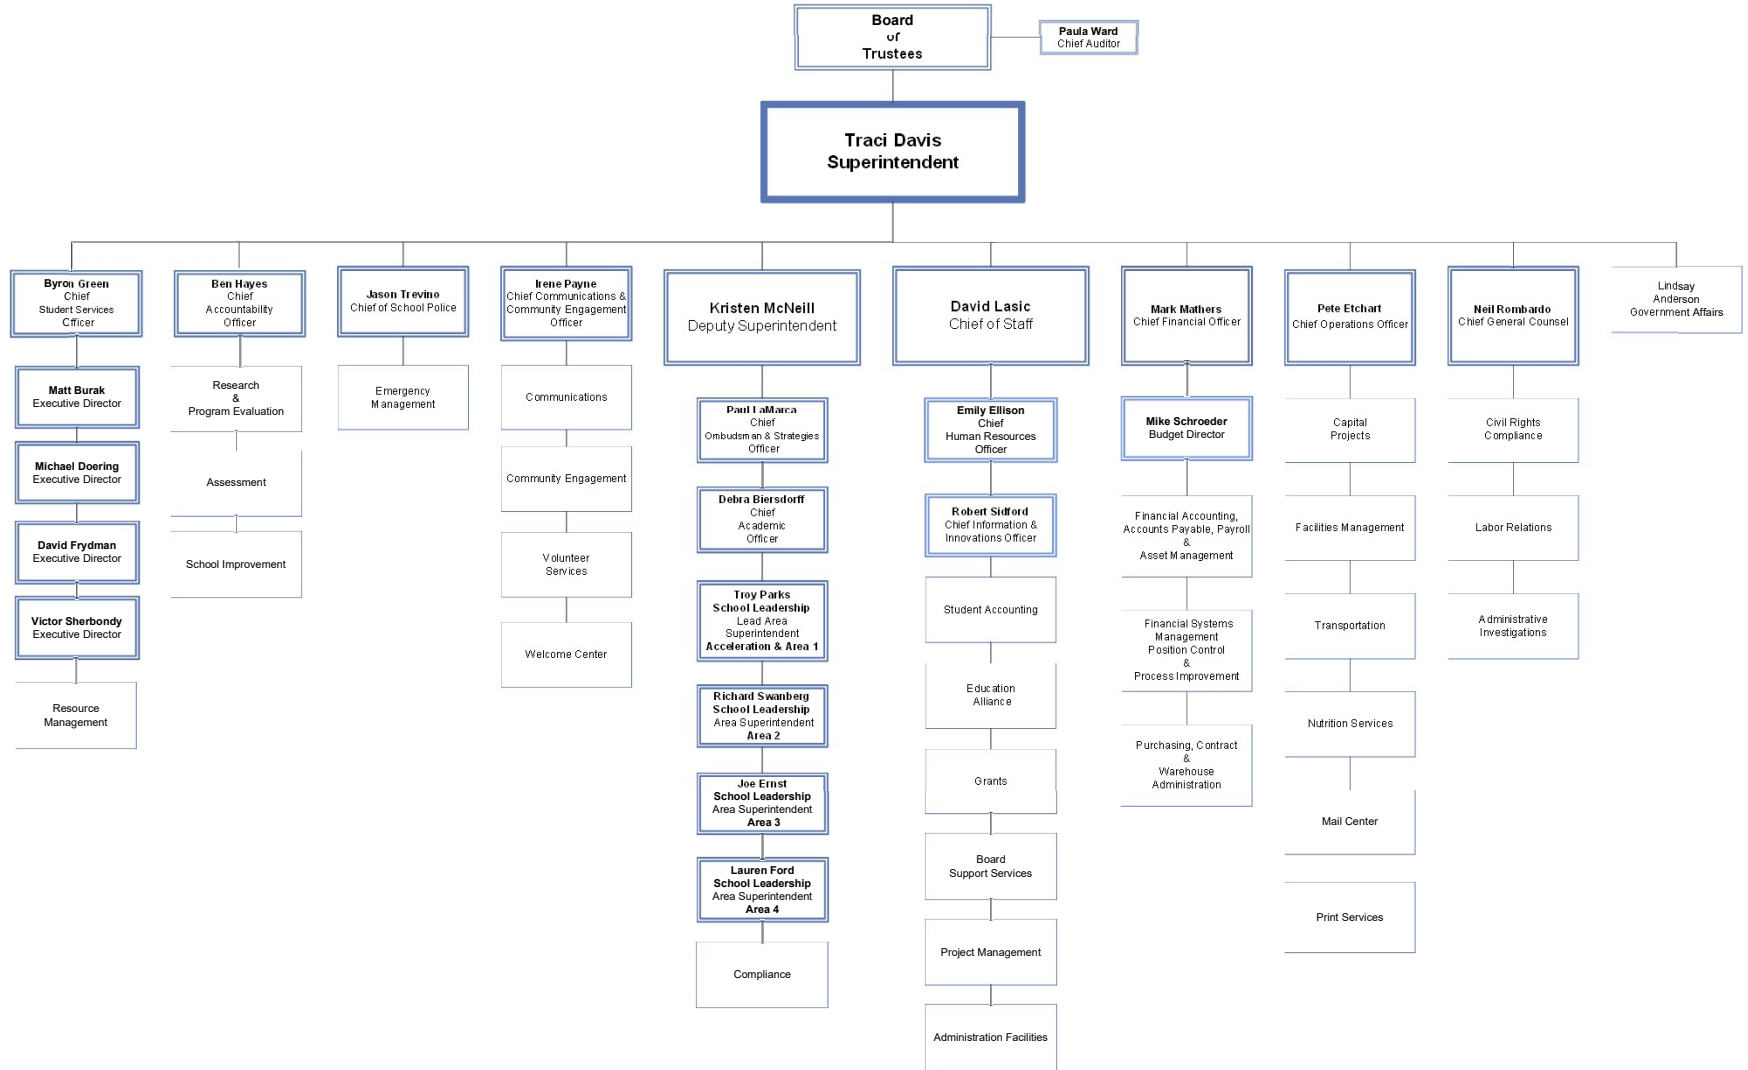 Board
of
Trustees
Paula Ward
Chief Auditor
Traci Davis
Superintendent
Byron Green
Chief
Student Services
Officer
Matt Burak
Executive Director
Michael Doering
Executive Director
David Frydman
Executive Director
Victor Sherbondy
Executive Director
Resource
Management
Ben Hayes
Chief
Accountability
Officer
Research
&
Program Evaluation
Assessment
School Improvement
Jason Trevino
Chief of School Police
Emergency
Management
Irene Payne
Chief Communications &
Community Engagement
Officer
Communications
Community Engagement
Volunteer
Services
Welcome Center
Kristen McNeill
Deputy Superintendent
Paul LaMarca
Chief
Ombudsman & Strategies
Officer
Debra Biersdorff
Chief
Academic
Officer
Troy Parks
School Leadership
Lead Area
Superintendent
Acceleration & Area 1
Richard Swanberg
School Leadership
Area Superintendent
Area 2
Joe Ernst
School Leadership
Area Superintendent
Area 3
Lauren Ford
School Leadership
Area Superintendent
Area 4
Compliance
David Lasic
Chief of Staff
Emily Ellison
Chief
Human Resources
Officer
Robert Sidford
Chief Information &
Innovations Officer
Student Accounting
Education
Alliance
Grants
Board
Support Services
Project Management
Administration Facilities
Mark Mathers
Chief Financial Officer
Mike Schroeder
Budget Director
Financial Accounting,
Accounts Payable, Payroll
&
Asset Management
Financial Systems
Management
Position Control
&
Process Improvement
Purchasing, Contract
&
Warehouse
Administration
Pete Etchart
Chief Operations Officer
Capital
Projects
Facilities Management
Transportation
Nutrition Services
Mail Center
Print Services
Neil Rombardo
Chief General Counsel
Civil Rights
Compliance
Labor Relations
Administrative
Investigations
Lindsay
Anderson
Government Affairs